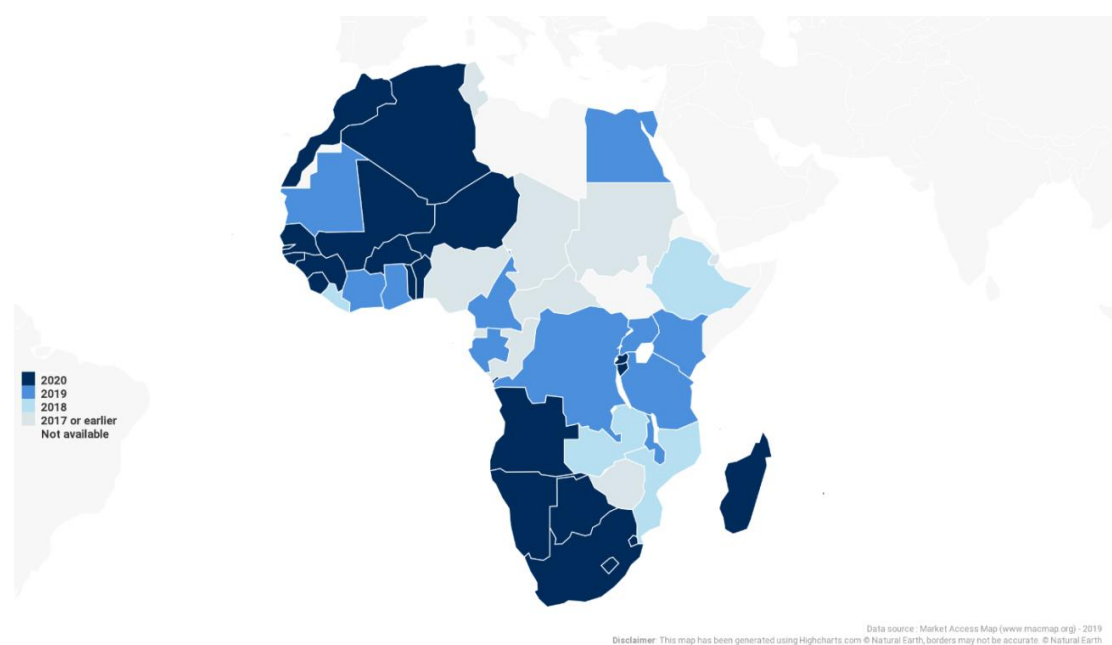 2020
2019
2018
2017 or earlier
Not available
Data source : Market Access Map (www.macmap.org) - 2019
Disclaimer: This map has been generated using Highcharts.com © Natural Earth, borders may not be accurate. © Natural Earth